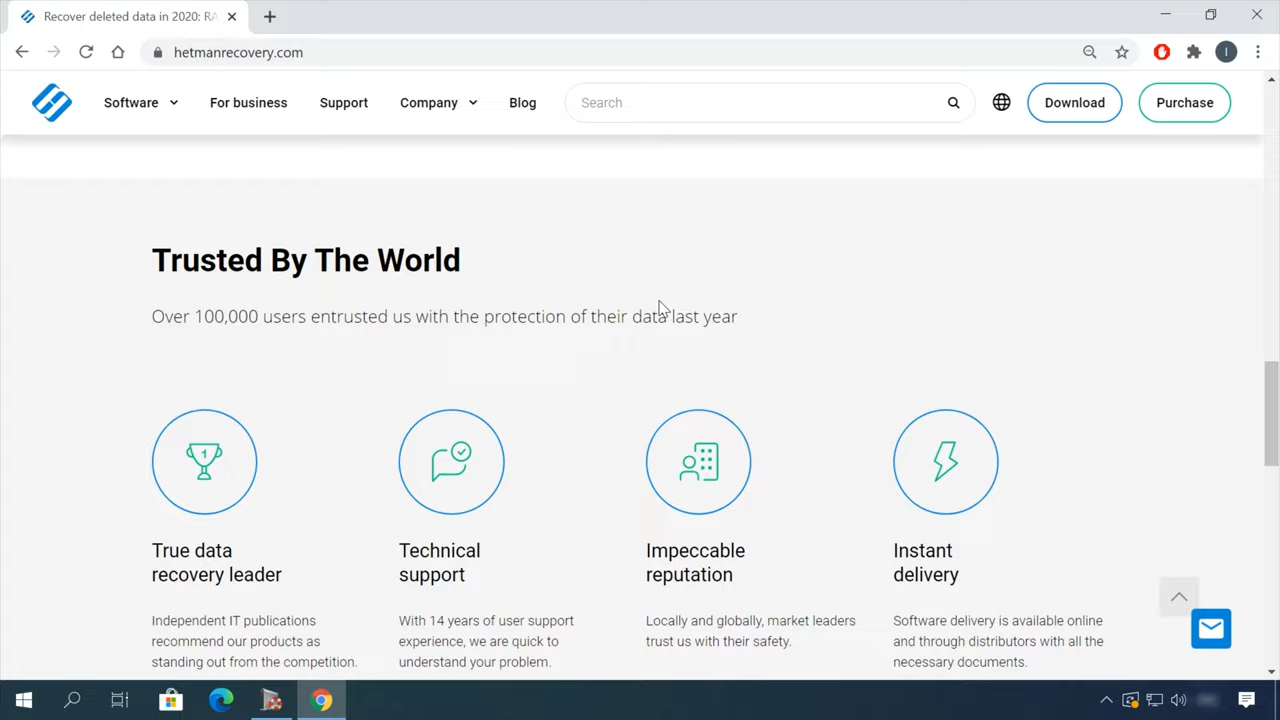 Recover deleted data in 2020: RA
hetmanrecovery.com
I
Software
For business
Support
Company
Blog
Search
Download
Purchase
Trusted By The World
Over 100,000 users entrusted us with the protection of their data last year
1
True data
recovery leader
Technical
support
Impeccable
reputation
Instant
delivery
Independent IT publications
recommend our products as
standing out from the competition.
With 14 years of user support
experience, we are quick to
understand your problem.
Locally and globally, market leaders
trust us with their safety.
Software delivery is available online
and through distributors with all the
necessary documents.